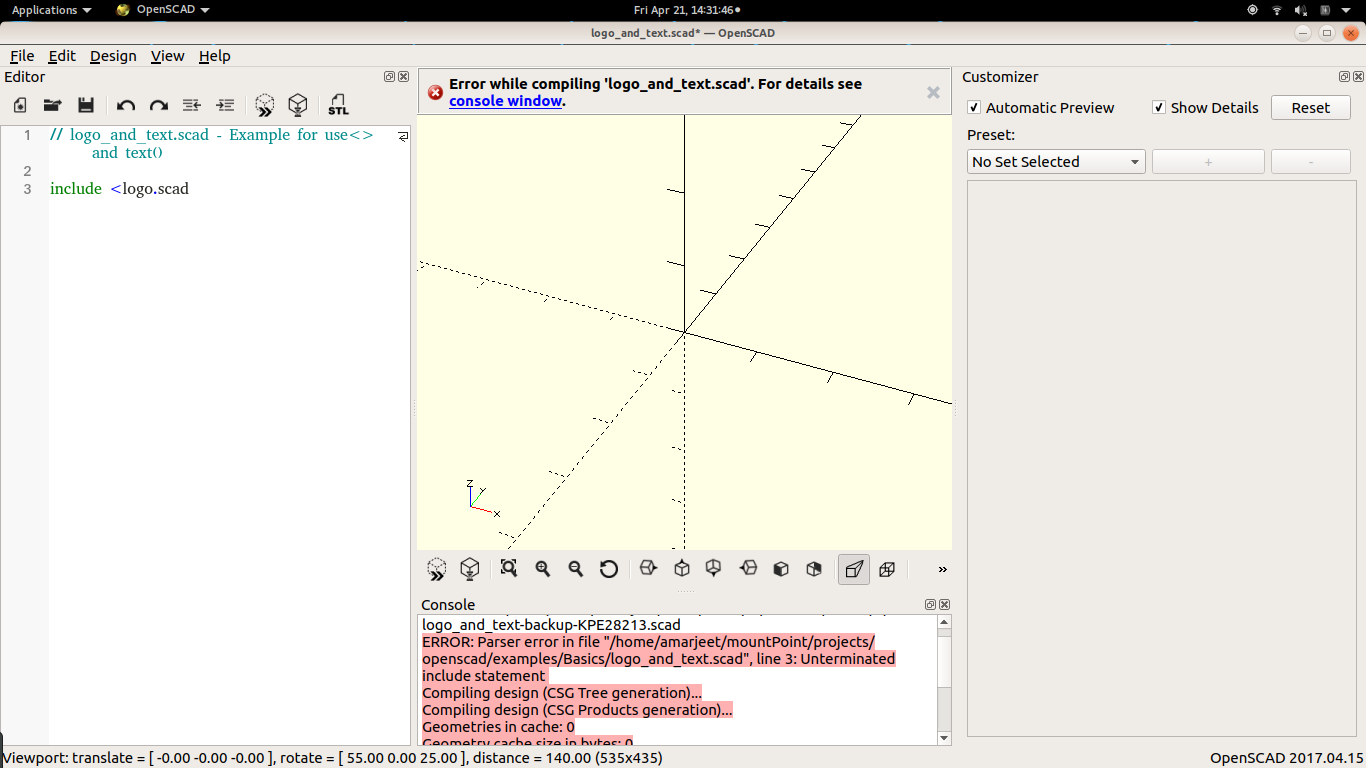 Applications OpenSCAD Fri Apr 21, 14:31:46
logo_and_text.scad* — OpenSCAD
File Edit Design View Help
Editor
STL
1 // logo_and_text.scad - Example for use<>
and text()
2
3 include <logo.scad
Error while compiling 'logo_and_text.scad'. For details see
console window.
Z
Y
X
Console
logo_and_text-backup-KPE28213.scad
ERROR: Parser error in file "/home/amarjeet/mountPoint/projects/
openscad/examples/Basics/logo_and_text.scad", line 3: Unterminated
include statement
Compiling design (CSG Tree generation)...
Compiling design (CSG Products generation)...
Geometries in cache: 0
Geometry cache size in bytes: 0
Customizer
Automatic Preview Show Details Reset
Preset:
No Set Selected + -
Viewport: translate = [ -0.00 -0.00 -0.00 ], rotate = [ 55.00 0.00 25.00 ], distance = 140.00 (535x435) OpenSCAD 2017.04.15